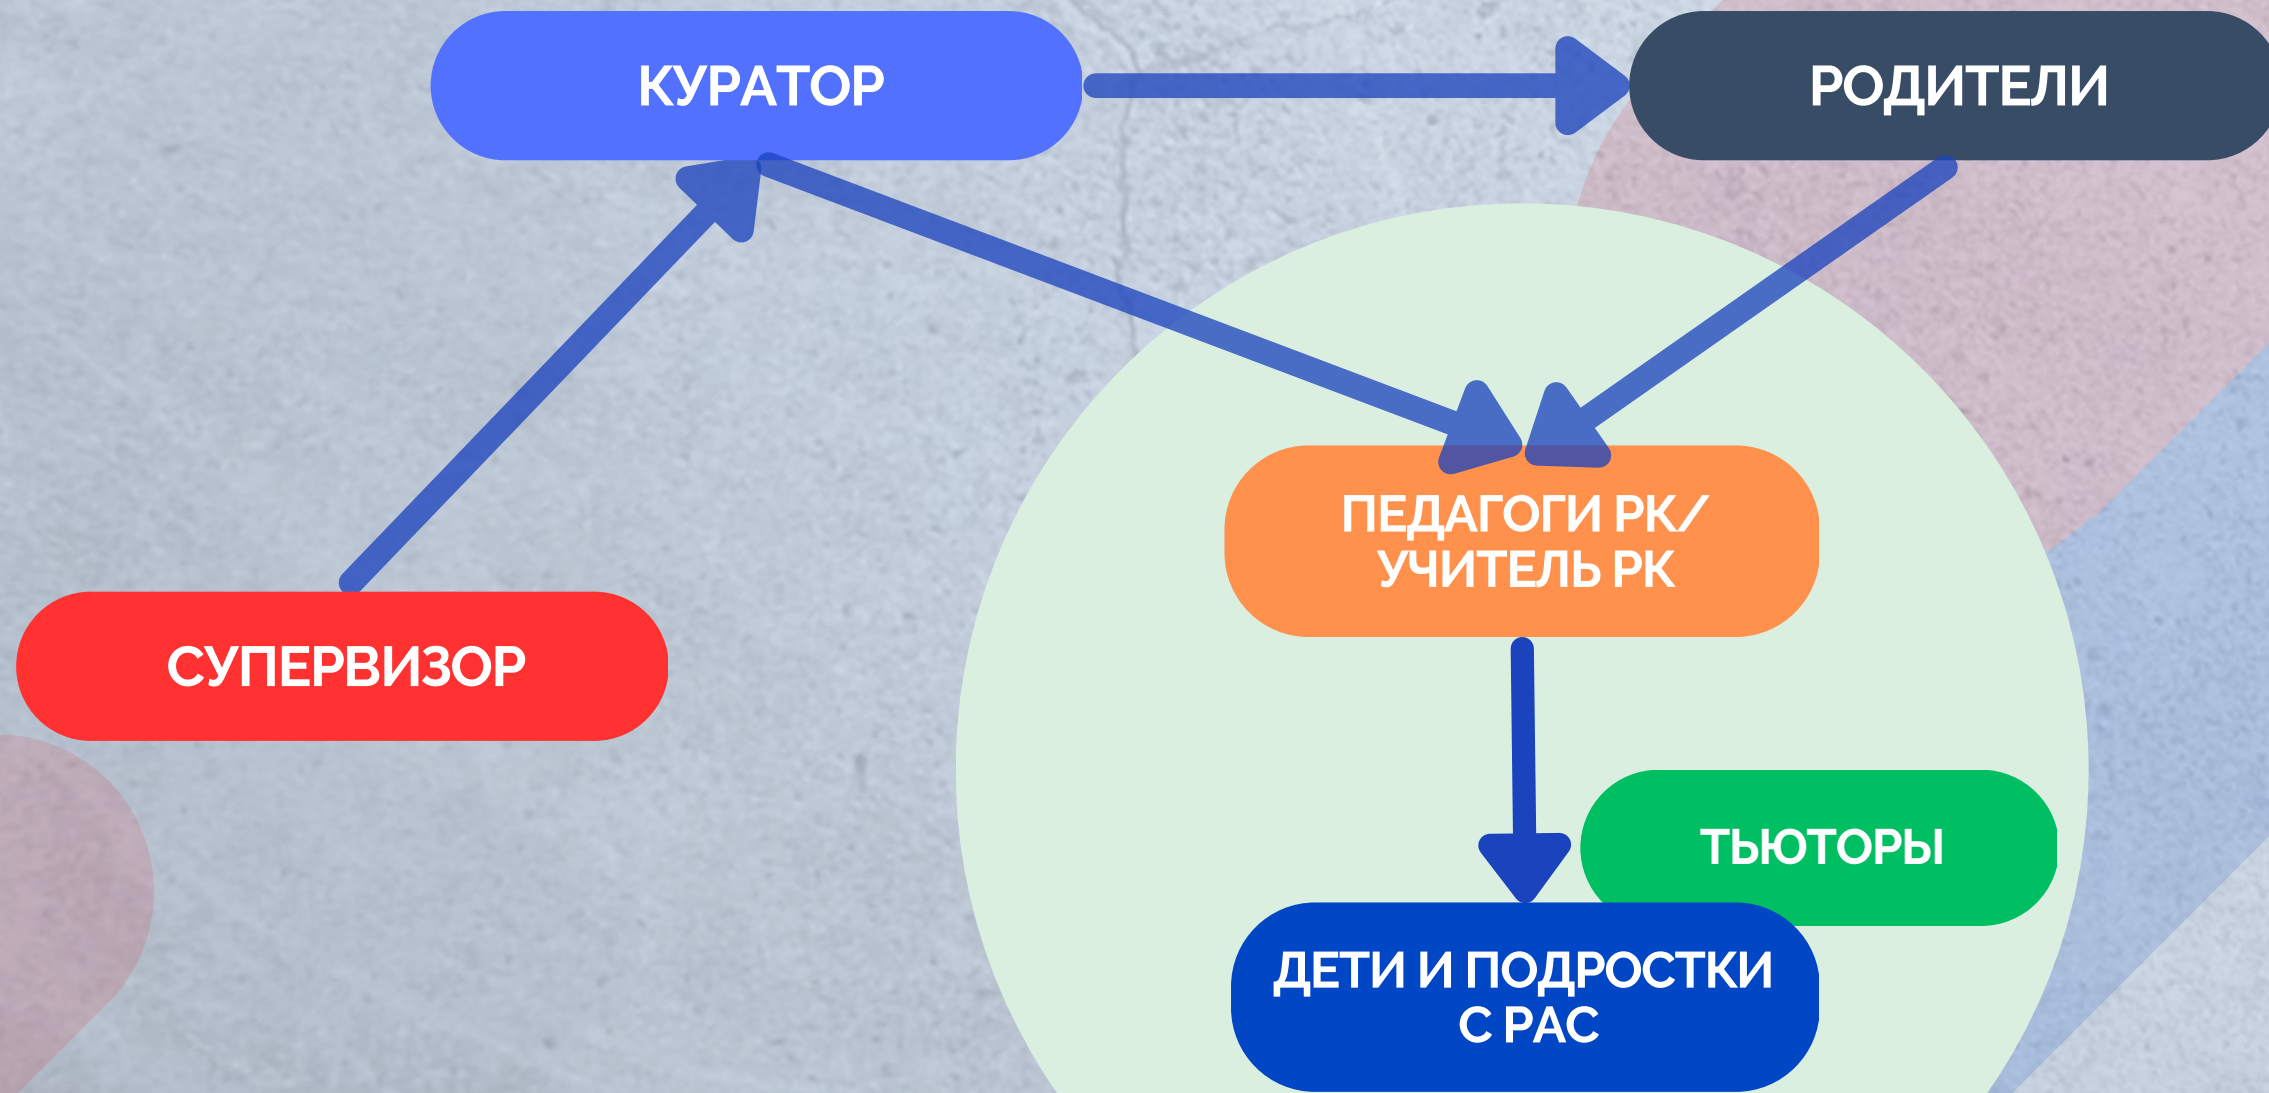 КУРАТОР
РОДИТЕЛИ
ПЕДАГОГИ РК/
УЧИТЕЛЬ РК
СУПЕРВИЗОР
ТЬЮТОРЫ
ДЕТИ И ПОДРОСТКИ
С РАС